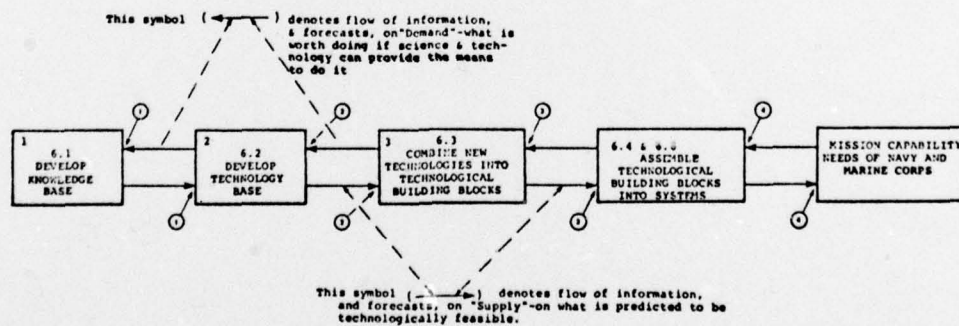 This symbol (←) denotes flow of information,
& forecasts, on "Demand"-what is
worth doing if science & tech-
nology can provide the means
to do it
1
6.1
DEVELOP
KNOWLEDGE
BASE
2
6.2
DEVELOP
TECHNOLOGY
BASE
3
6.3
COMBINE NEW
TECHNOLOGIES INTO
TECHNOLOGICAL
BUILDING BLOCKS
6.4 &
ASSEMBLE
TECHNOLOGICAL
BUILDING BLOCKS
INTO SYSTEMS
MISSION CAPABILITY
NEEDS OF NAVY AND
MARINE CORPS
This symbol (→) denotes flow of information,
and forecasts, on "Supply"-on what is predicted to be
technologically feasible.